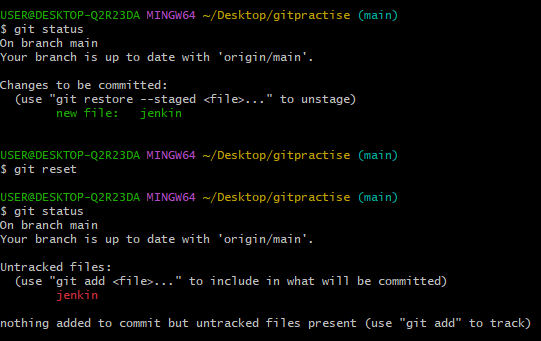 USER@DESKTOP-Q2R23DA MINGW64 ~/Desktop/gitpractise (main)
$ git status
On branch main
Your branch is up to date with 'origin/main'.
Changes to be committed:
  (use "git restore --staged <file>..." to unstage)
        new file:   jenkin
USER@DESKTOP-Q2R23DA MINGW64 ~/Desktop/gitpractise (main)
$ git reset
USER@DESKTOP-Q2R23DA MINGW64 ~/Desktop/gitpractise (main)
$ git status
On branch main
Your branch is up to date with 'origin/main'.
Untracked files:
  (use "git add <file>..." to include in what will be committed)
        jenkin
nothing added to commit but untracked files present (use "git add" to track)